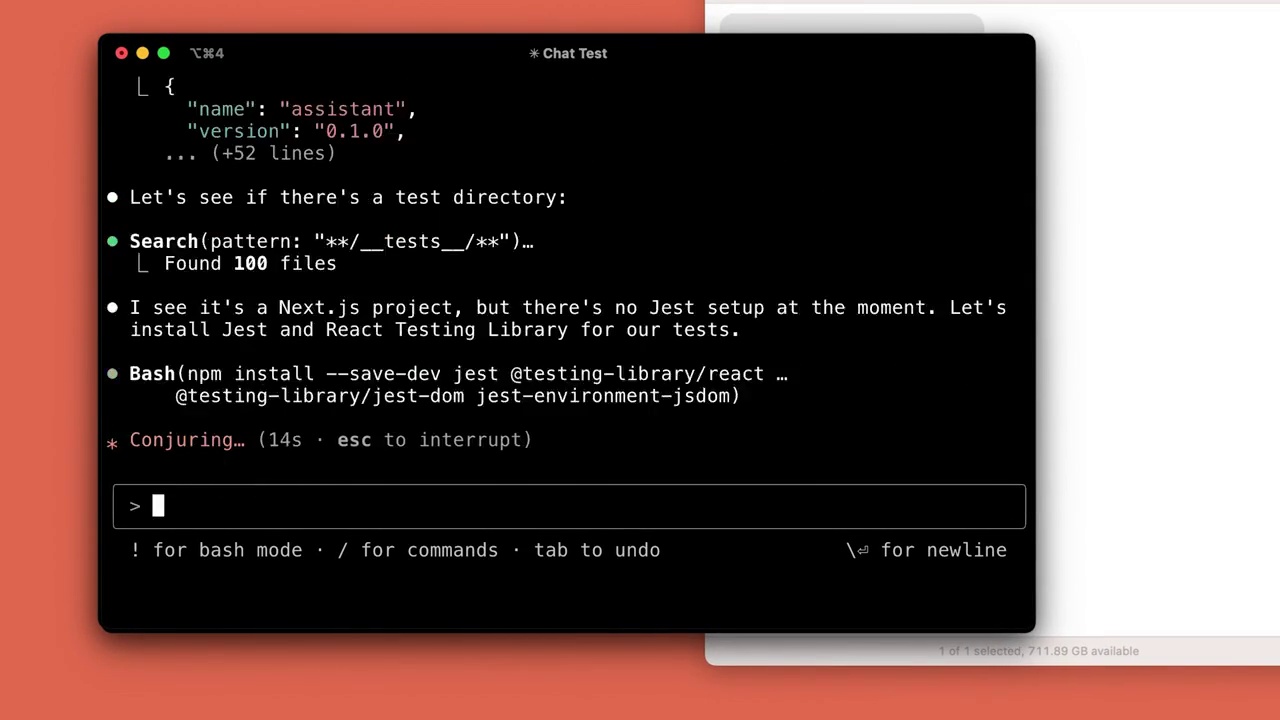 ⌥⌘4
✳ Chat Test
⎿ {
"name": "assistant",
"version": "0.1.0",
... (+52 lines)
● Let's see if there's a test directory:
● Search(pattern: "**/__tests__/**")…
⎿ Found 100 files
● I see it's a Next.js project, but there's no Jest setup at the moment. Let's
install Jest and React Testing Library for our tests.
● Bash(npm install --save-dev jest @testing-library/react …
@testing-library/jest-dom jest-environment-jsdom)
* Conjuring… (14s · esc to interrupt)
>
! for bash mode · / for commands · tab to undo
\⏎ for newline
1 of 1 selected, 711.89 GB available